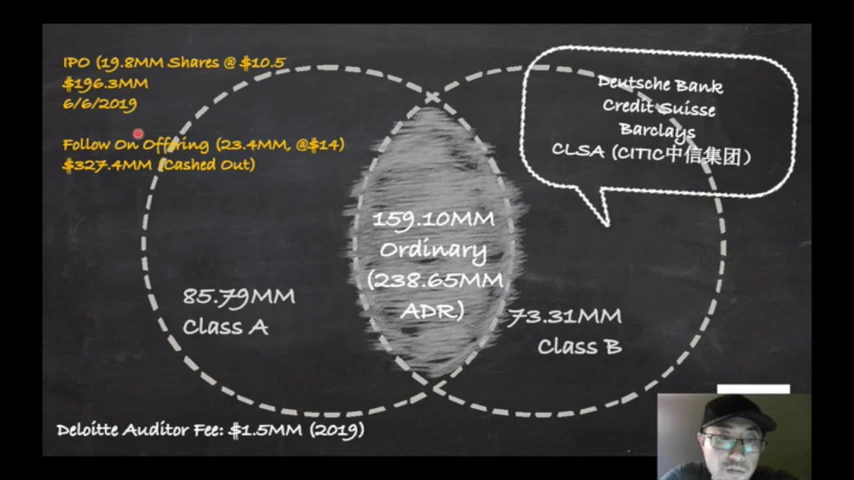 IPO (19.8MM Shares @ $10.5
$196.3MM
6/6/2019
Follow On Offering (23.4MM, @$14)
$327.4MM (Cashed Out)
Deutsche Bank
Credit Suisse
Barclays
CLSA (CITIC中信集团)
159.10MM
Ordinary
(238.65MM
ADR)
85.79MM
Class A
73.31MM
Class B
Deloitte Auditor Fee: $1.5MM (2019)